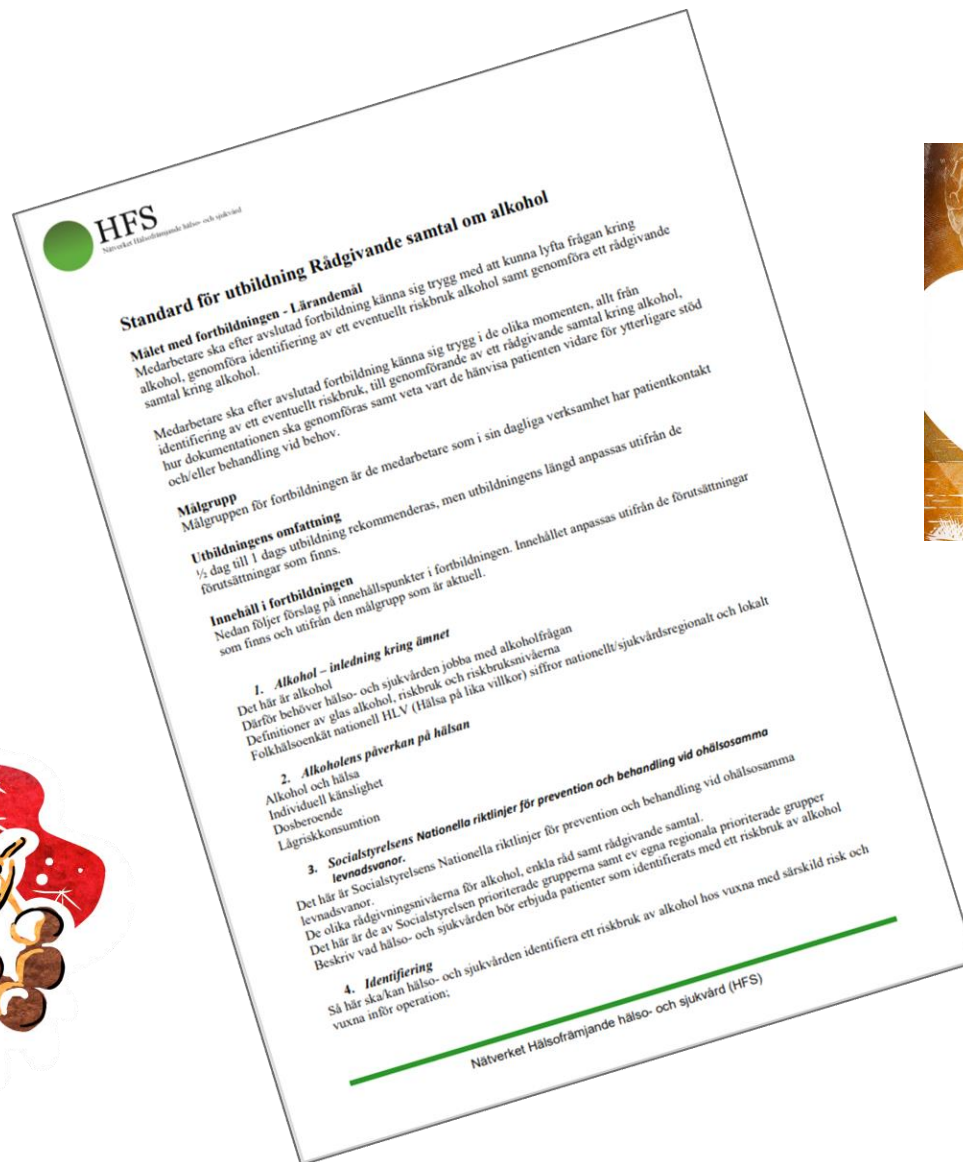 HFS
Nätverket Hälsofrämjande hälso- och sjukvård
Standard för utbildning Rådgivande samtal om alkohol
Målet med fortbildningen - Lärandemål
Medarbetare ska efter avslutad fortbildning känna sig trygg med att kunna lyfta frågan kring
alkohol, genomföra identifiering av ett eventuellt riskbruk alkohol samt genomföra ett rådgivande
samtal kring alkohol.
Medarbetare ska efter avslutad fortbildning känna sig trygg i de olika momenten, allt från
identifiering av ett eventuellt riskbruk, till genomförande av ett rådgivande samtal kring alkohol,
hur dokumentationen ska genomföras samt veta vart de hänvisa patienten vidare för ytterligare stöd
och/eller behandling vid behov.
Målgrupp
Målgruppen för fortbildningen är de medarbetare som i sin dagliga verksamhet har patientkontakt
Utbildningens omfattning
½ dag till 1 dags utbildning rekommenderas, men utbildningens längd anpassas utifrån de
förutsättningar som finns.
Innehåll i fortbildningen
Nedan följer förslag på innehållspunkter i fortbildningen. Innehållet anpassas utifrån de förutsättningar
som finns och utifrån den målgrupp som är aktuell.
1. Alkohol – inledning kring ämnet
Det här är alkohol
Därför behöver hälso- och sjukvården jobba med alkoholfrågan
Definitioner av glas alkohol, riskbruk och riskbruksnivåerna
Folkhälsoenkät nationell HLV (Hälsa på lika villkor) siffror nationellt/sjukvårdsregionalt och lokalt
2. Alkoholens påverkan på hälsan
Alkohol och hälsa
Individuell känslighet
Dosberoende
Lågriskkonsumtion
3. Socialstyrelsens Nationella riktlinjer för prevention och behandling vid ohälsosamma
levnadsvanor.
Det här är Socialstyrelsens Nationella riktlinjer för prevention och behandling vid ohälsosamma
levnadsvanor.
De olika rådgivningsnivåerna för alkohol, enkla råd samt rådgivande samtal.
Det här är de av Socialstyrelsen prioriterade grupperna samt ev egna regionala prioriterade grupper
Beskriv vad hälso- och sjukvården bör erbjuda patienter som identifierats med ett riskbruk av alkohol
4. Identifiering
Så här ska/kan hälso- och sjukvården identifiera ett riskbruk av alkohol hos vuxna med särskild risk och
vuxna inför operation;
Nätverket Hälsofrämjande hälso- och sjukvård (HFS)